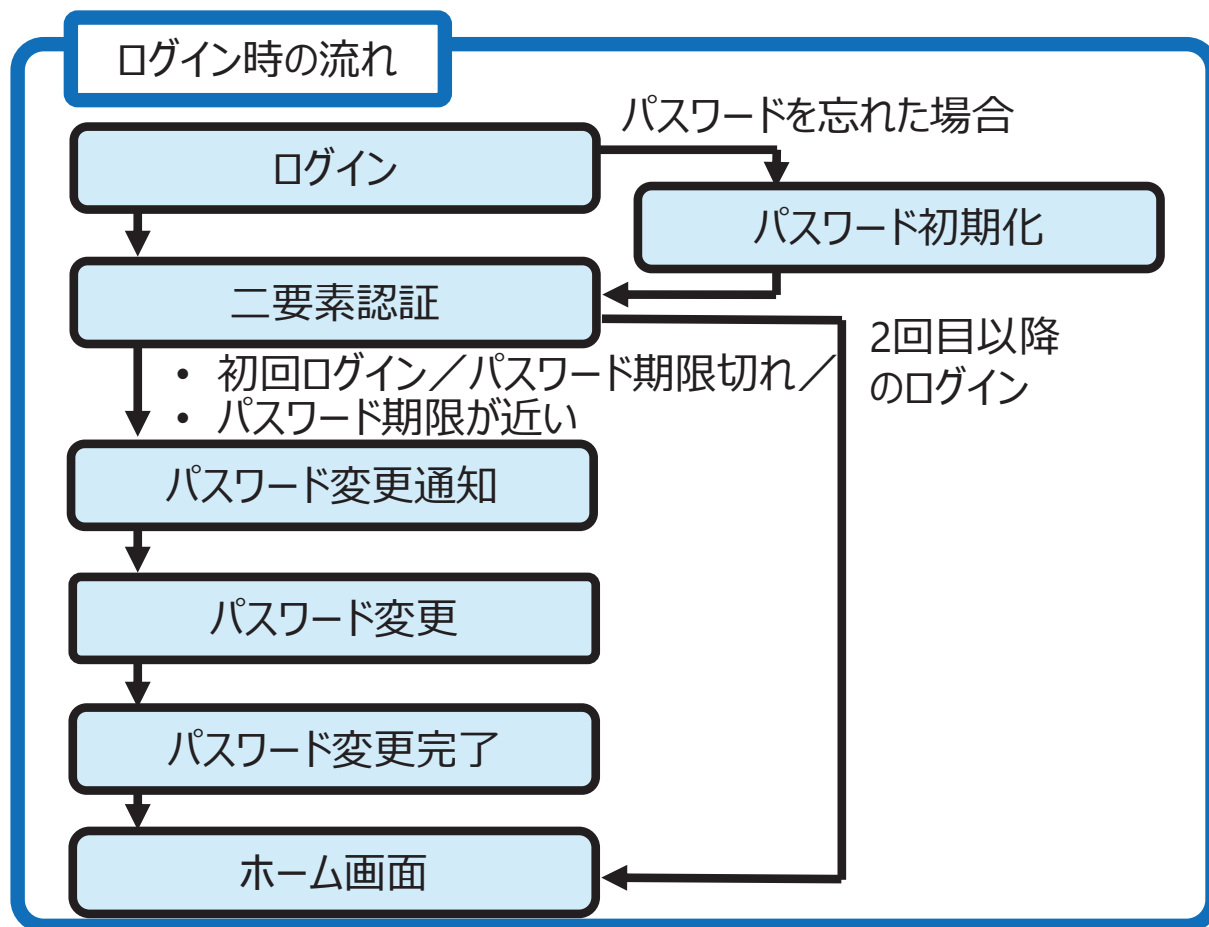 ログイン時の流れ
パスワードを忘れた場合
ログイン
パスワード初期化
二要素認証
2回目以降
のログイン
• 初回ログイン／パスワード期限切れ／
• パスワード期限が近い
パスワード変更通知
パスワード変更
パスワード変更完了
ホーム画面